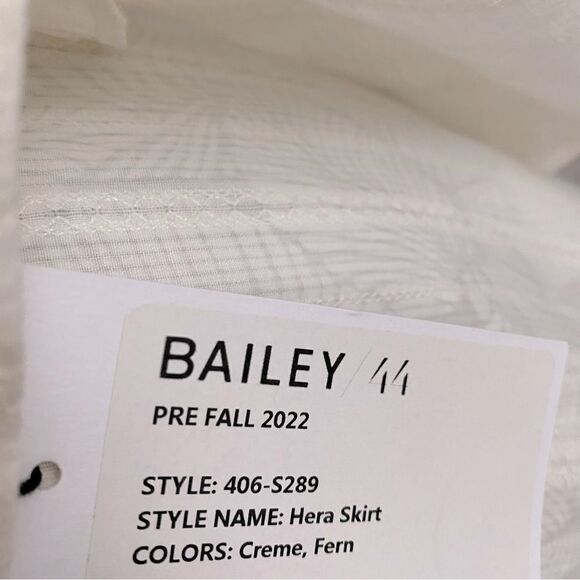 BAILEY/44
PRE FALL 2022
STYLE: 406-S289
STYLE NAME: Hera Skirt
COLORS: Creme, Fern